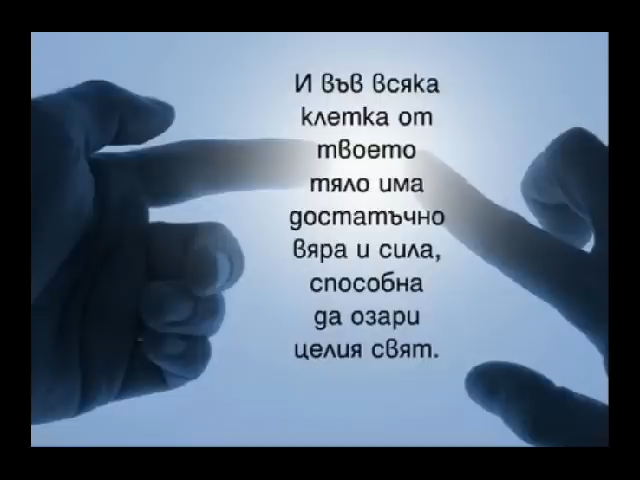 И във всяка
клетка от
твоето
тяло има
достатъчно
вяра и сила,
способна
да озари
целия свят.